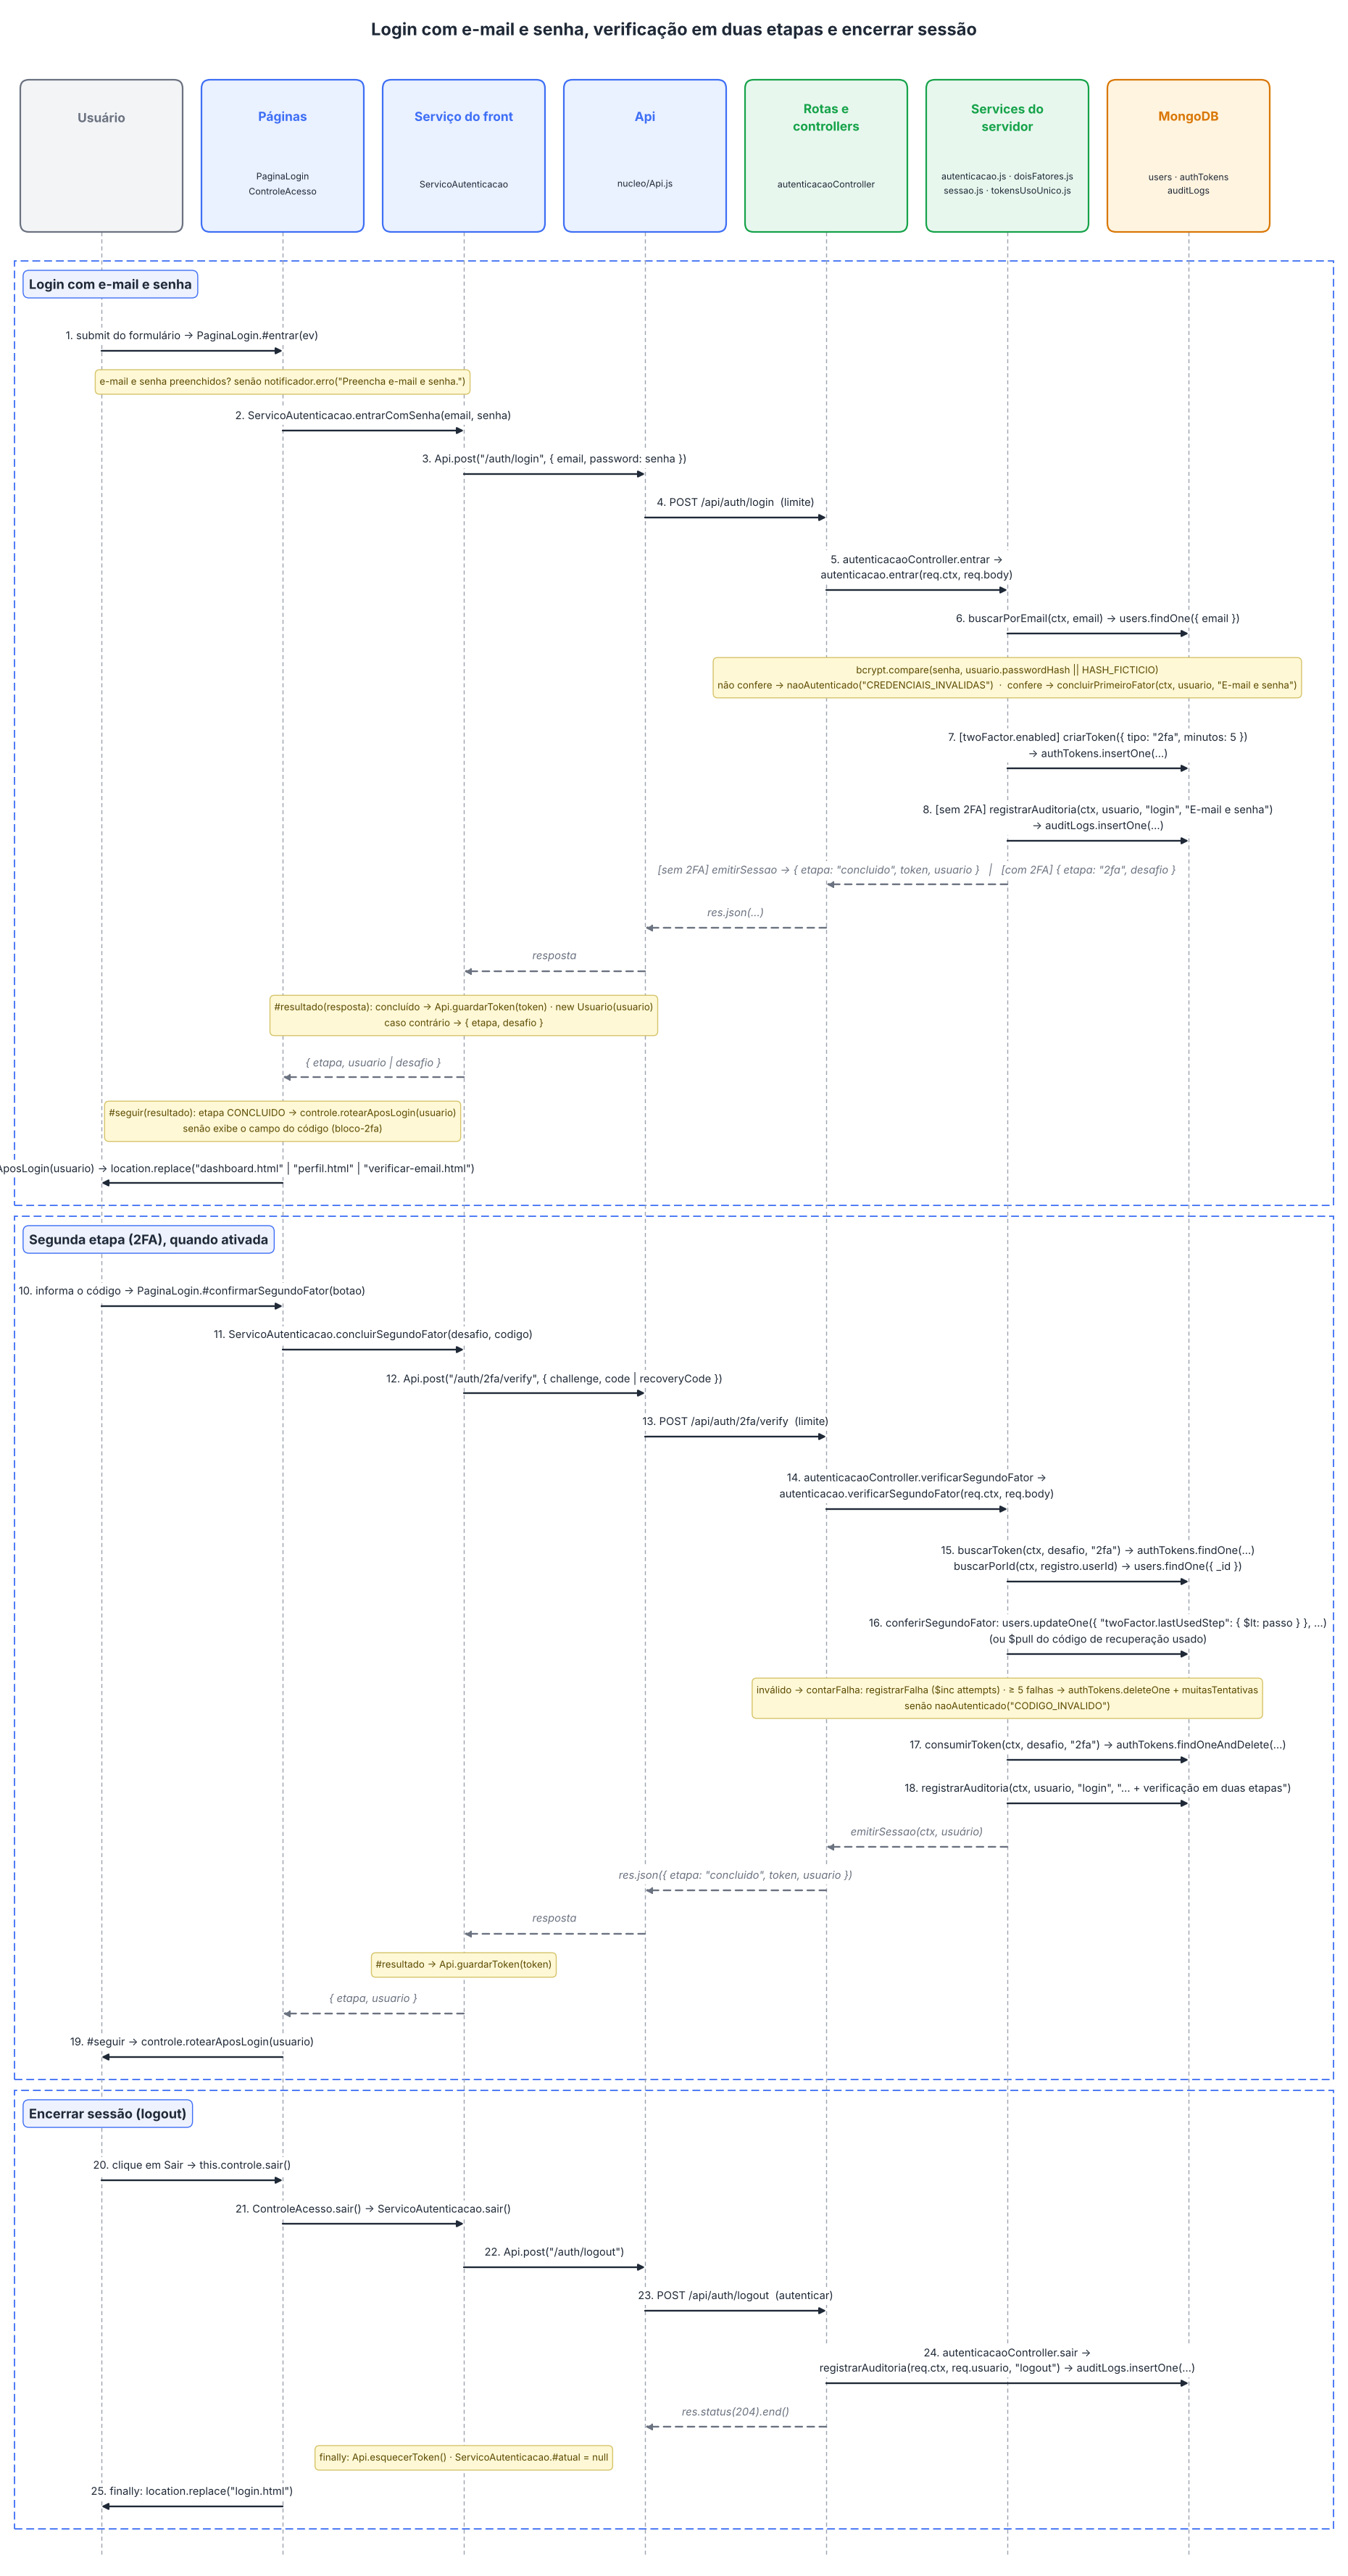 Login com e-mail e senha, verificação em duas etapas e encerrar sessão
Usuário
Páginas
PaginaLogin
ControleAcesso
Serviço do front
ServicoAutenticacao
Api
nucleo/Api.js
Rotas e
controllers
autenticacaoController
Services do
servidor
autenticacao.js · doisFatores.js
sessao.js · tokensUsoUnico.js
MongoDB
users · authTokens
auditLogs
Login com e-mail e senha
1. submit do formulário → PaginaLogin.#entrar(ev)
e-mail e senha preenchidos? senão notificador.erro("Preencha e-mail e senha.")
2. ServicoAutenticacao.entrarComSenha(email, senha)
3. Api.post("/auth/login", { email, password: senha })
4. POST /api/auth/login (limite)
5. autenticacaoController.entrar →
autenticacao.entrar(req.ctx, req.body)
6. buscarPorEmail(ctx, email) → users.findOne({ email })
bcrypt.compare(senha, usuario.passwordHash || HASH_FICTICIO)
não confere → naoAutenticado("CREDENCIAIS_INVALIDAS") · confere → concluirPrimeiroFator(ctx, usuario, "E-mail e senha")
7. [twoFactor.enabled] criarToken({ tipo: "2fa", minutos: 5 })
→ authTokens.insertOne(…)
8. [sem 2FA] registrarAuditoria(ctx, usuario, "login", "E-mail e senha")
→ auditLogs.insertOne(…)
[sem 2FA] emitirSessao → { etapa: "concluido", token, usuario } | [com 2FA] { etapa: "2fa", desafio }
res.json(…)
resposta
#resultado(resposta): concluído → Api.guardarToken(token) · new Usuario(usuario)
caso contrário → { etapa, desafio }
{ etapa, usuario | desafio }
#seguir(resultado): etapa CONCLUIDO → controle.rotearAposLogin(usuario)
senão exibe o campo do código (bloco-2fa)
AposLogin(usuario) → location.replace("dashboard.html" | "perfil.html" | "verificar-email.html")
Segunda etapa (2FA), quando ativada
10. informa o código → PaginaLogin.#confirmarSegundoFator(botao)
11. ServicoAutenticacao.concluirSegundoFator(desafio, codigo)
12. Api.post("/auth/2fa/verify", { challenge, code | recoveryCode })
13. POST /api/auth/2fa/verify (limite)
14. autenticacaoController.verificarSegundoFator →
autenticacao.verificarSegundoFator(req.ctx, req.body)
15. buscarToken(ctx, desafio, "2fa") → authTokens.findOne(…)
buscarPorId(ctx, registro.userId) → users.findOne({ _id })
16. conferirSegundoFator: users.updateOne({ "twoFactor.lastUsedStep": { $lt: passo } }, …)
(ou $pull do código de recuperação usado)
inválido → contarFalha: registrarFalha ($inc attempts) · ≥ 5 falhas → authTokens.deleteOne + muitasTentativas
senão naoAutenticado("CODIGO_INVALIDO")
17. consumirToken(ctx, desafio, "2fa") → authTokens.findOneAndDelete(…)
18. registrarAuditoria(ctx, usuario, "login", "… + verificação em duas etapas")
emitirSessao(ctx, usuário)
res.json({ etapa: "concluido", token, usuario })
resposta
#resultado → Api.guardarToken(token)
{ etapa, usuario }
19. #seguir → controle.rotearAposLogin(usuario)
Encerrar sessão (logout)
20. clique em Sair → this.controle.sair()
21. ControleAcesso.sair() → ServicoAutenticacao.sair()
22. Api.post("/auth/logout")
23. POST /api/auth/logout (autenticar)
24. autenticacaoController.sair →
registrarAuditoria(req.ctx, req.usuario, "logout") → auditLogs.insertOne(…)
res.status(204).end()
finally: Api.esquecerToken() · ServicoAutenticacao.#atual = null
25. finally: location.replace("login.html")